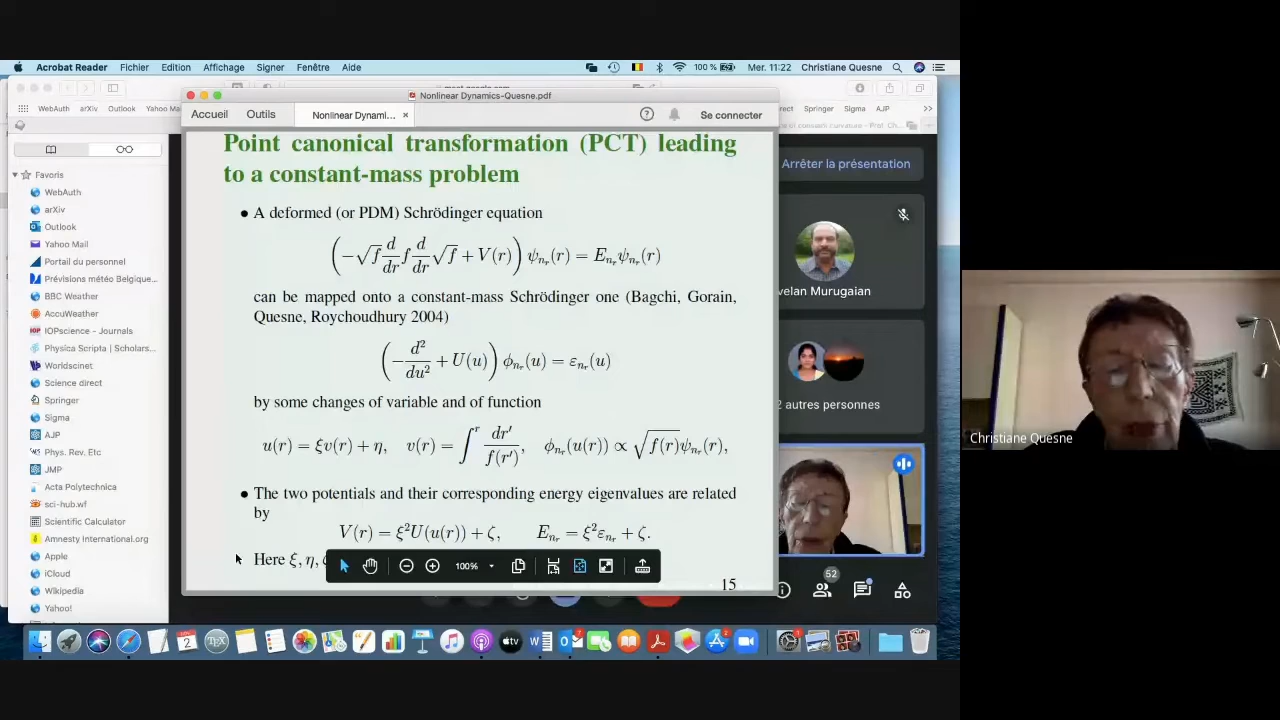 Acrobat Reader Fichier Edition Affichage Signer Fenêtre Aide 100 % Mer. 11:22 Christiane Quesne
Nonlinear Dynamics-Quesne.pdf
WebAuth arXiv Outlook Yahoo Ma
Springer Sigma AJP
Accueil Outils Nonlinear Dynami... × Se connecter
Favoris
WebAuth
arXiv
Outlook
Yahoo Mail
Portail du personnel
Prévisions météo Belgique...
BBC Weather
AccuWeather
IOPscience - Journals
Physica Scripta | Scholars...
Worldscinet
Science direct
Springer
Sigma
AJP
Phys. Rev. Etc
JMP
Acta Polytechnica
sci-hub.wf
Scientific Calculator
Amnesty International.org
Apple
iCloud
Wikipedia
Yahoo!
Point canonical transformation (PCT) leading
to a constant-mass problem
• A deformed (or PDM) Schrödinger equation
(−√f d/dr f d/dr √f + V(r)) ψ_{n_r}(r) = E_{n_r} ψ_{n_r}(r)
can be mapped onto a constant-mass Schrödinger one (Bagchi, Gorain,
Quesne, Roychoudhury 2004)
(−d²/du² + U(u)) ϕ_{n_r}(u) = ε_{n_r}(u)
by some changes of variable and of function
u(r) = ξv(r) + η, v(r) = ∫^r dr′/f(r′), ϕ_{n_r}(u(r)) ∝ √f(r) ψ_{n_r}(r),
• The two potentials and their corresponding energy eigenvalues are related
by
V(r) = ξ²U(u(r)) + ζ, E_{n_r} = ξ²ε_{n_r} + ζ.
• Here ξ, η,
100%
15
Arrêter la présentation
velan Murugaian
2 autres personnes
52
Christiane Quesne